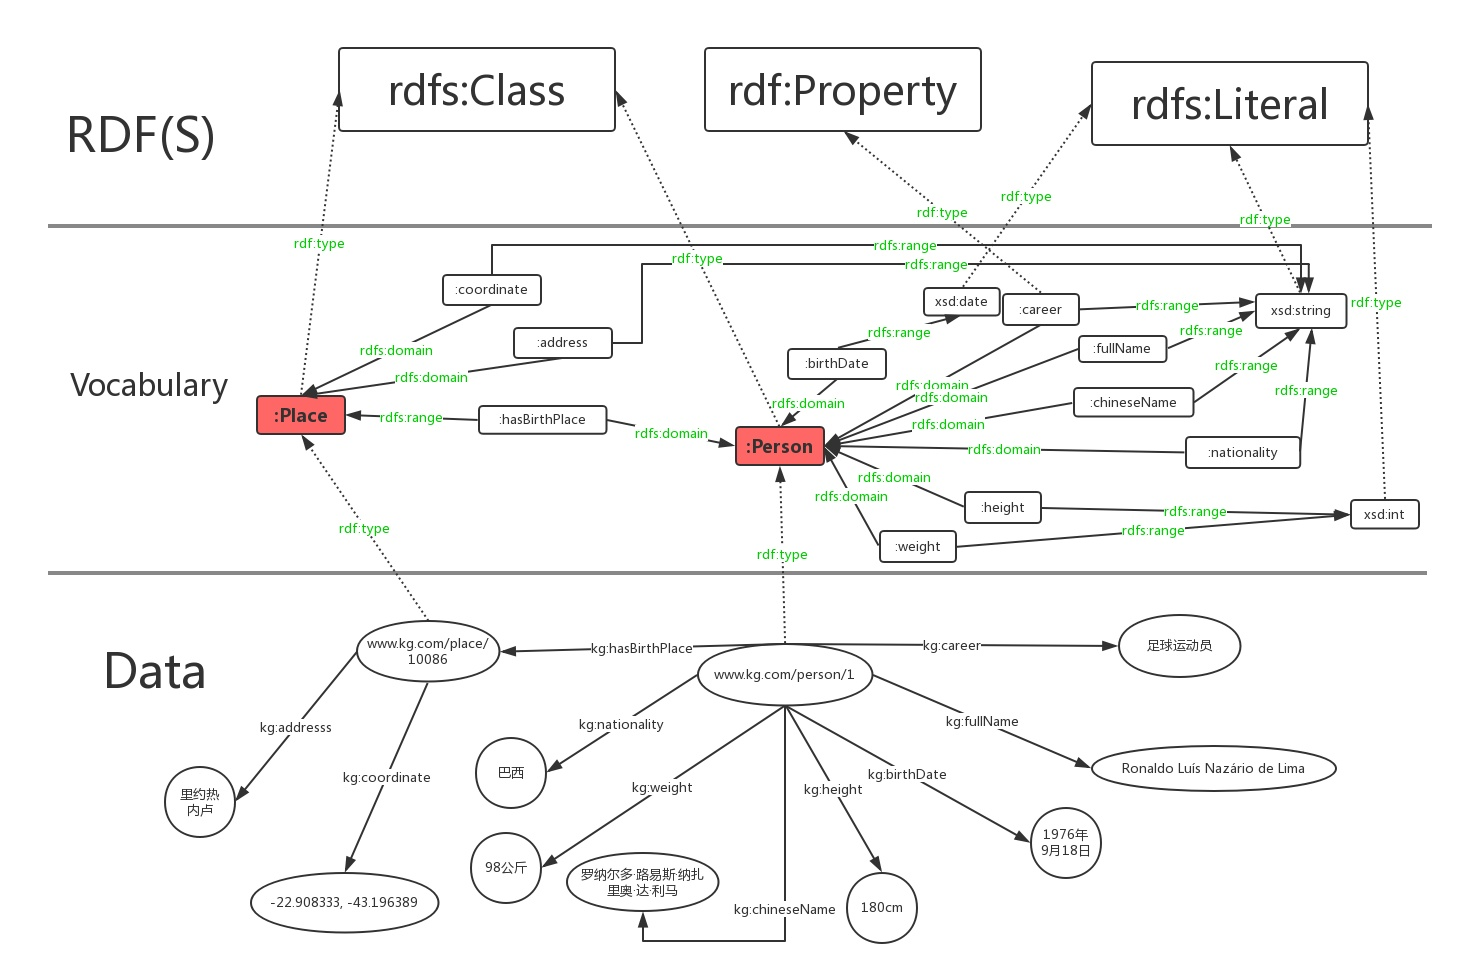 rdfs:Class
rdf:Property
rdfs:Literal
RDF(S)
rdf:type
rdf:type
rdf:type
rdf:type
rdf:type
rdf:type
rdfs:range
rdfs:range
:coordinate
xsd:date
:career
rdfs:range
xsd:string
rdfs:range
rdfs:range
:address
:fullName
rdfs:domain
:birthDate
rdfs:range
rdfs:domain
Vocabulary
rdfs:domain
rdfs:domain
rdfs:domain
:chineseName
rdfs:range
:Place
rdfs:range
:hasBirthPlace
rdfs:domain
rdfs:domain
:Person
rdfs:domain
:nationality
rdfs:domain
rdfs:domain
:height
rdfs:range
xsd:int
rdf:type
:weight
rdfs:range
rdf:type
www.kg.com/place/
10086
kg:hasBirthPlace
kg:career
足球运动员
Data
www.kg.com/person/1
kg:addresss
kg:nationality
kg:fullName
kg:coordinate
巴西
kg:weight
kg:height
kg:birthDate
Ronaldo Luís Nazário de Lima
里约热
内卢
1976年
9月18日
98公斤
罗纳尔多·路易斯·纳扎
里奥·达·利马
-22.908333, -43.196389
kg:chineseName
180cm